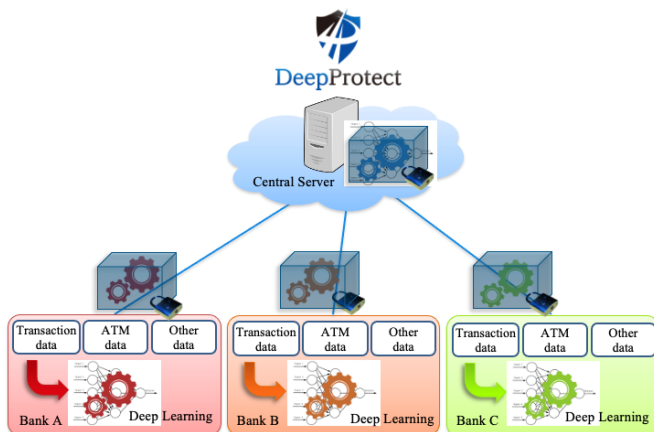 DeepProtect
Central Server
Transaction data
ATM data
Other data
Transaction data
ATM data
Other data
Transaction data
ATM data
Other data
Bank A
Deep Learning
Bank B
Deep Learning
Bank C
Deep Learning